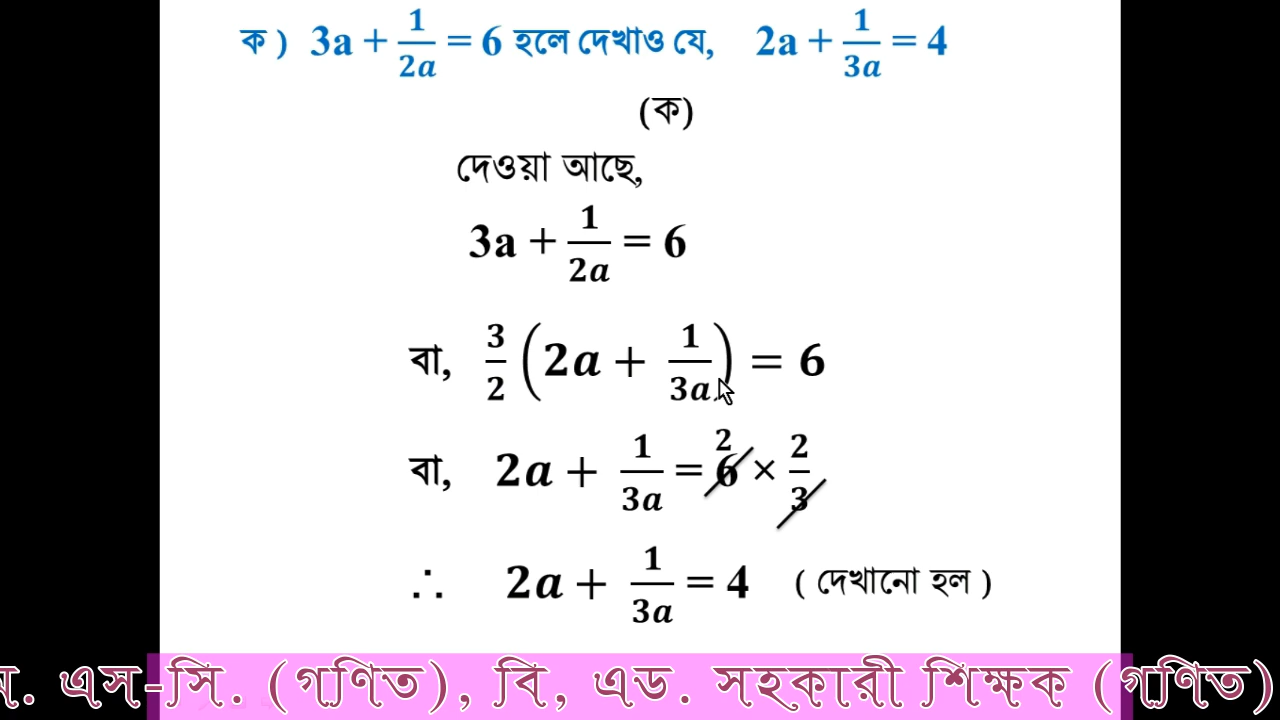 ক ) 3a + 1/2a = 6 হলে দেখাও যে, 2a + 1/3a = 4
(ক)
দেওয়া আছে,
3a + 1/2a = 6
বা, 3/2 (2a + 1/3a) = 6
বা, 2a + 1/3a = 6 2 × 2/3
∴ 2a + 1/3a = 4 ( দেখানো হল )
এস-সি. (গণিত), বি, এড. সহকারী শিক্ষক (গণিত)